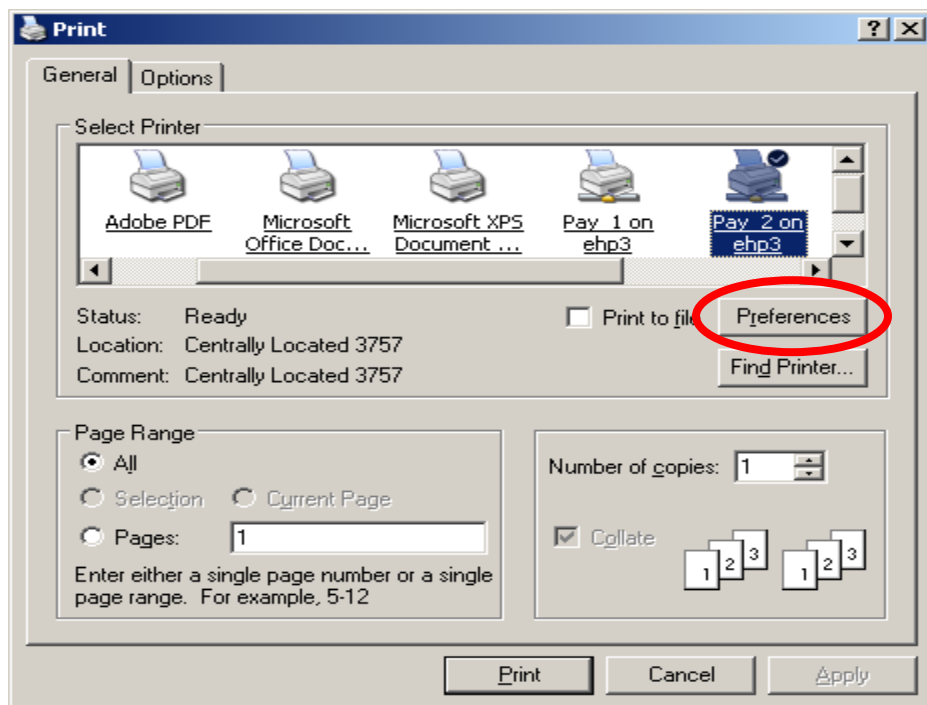 Print
General Options
Select Printer
Adobe PDF
Microsoft
Office Doc...
Microsoft XPS
Document ...
Pay 1 on
ehp3
Pay 2 on
ehp3
Status: Ready
Location: Centrally Located 3757
Comment: Centrally Located 3757
Print to file
Preferences
Find Printer...
Page Range
All
Selection Current Page
Pages: 1
Enter either a single page number or a single
page range. For example, 5-12
Number of copies: 1
Collate
1 2 3 1 2 3
Print Cancel Apply